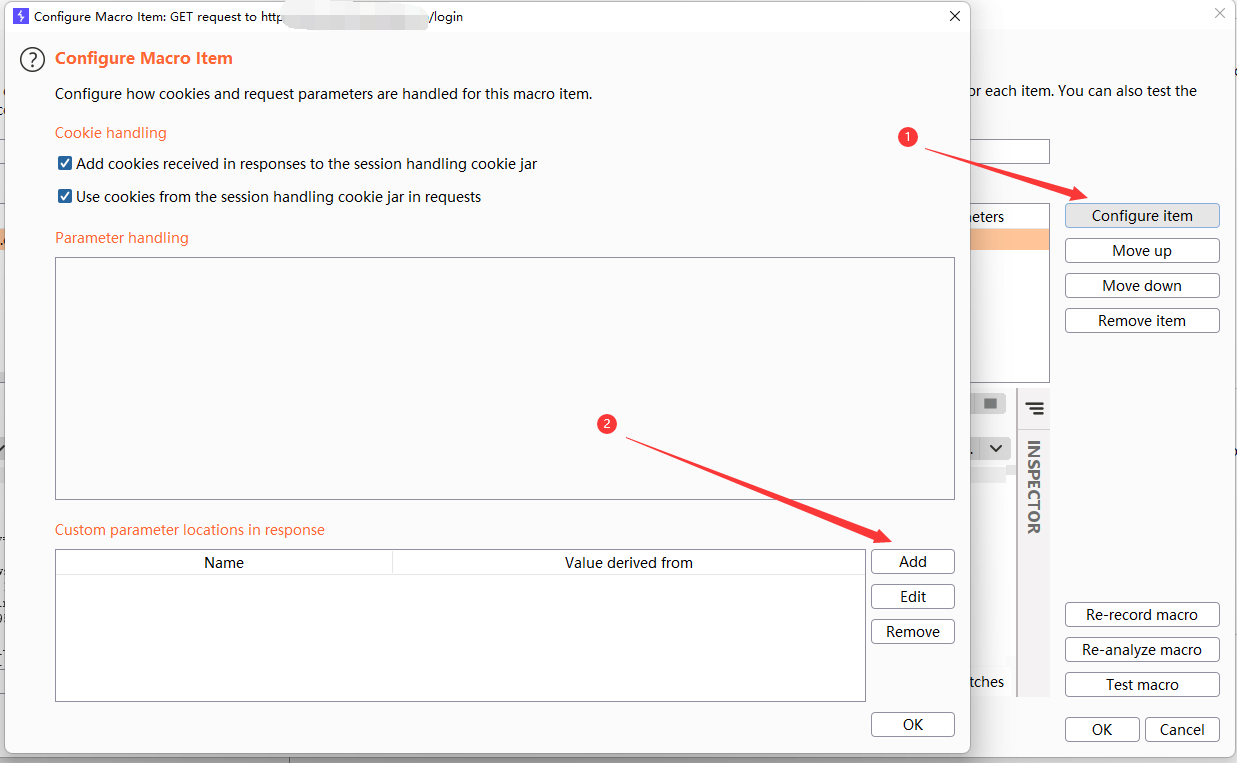 Configure Macro Item: GET request to http /login
Configure Macro Item
Configure how cookies and request parameters are handled for this macro item.
or each item. You can also test the
Cookie handling
1
Add cookies received in responses to the session handling cookie jar
Use cookies from the session handling cookie jar in requests
meters
Configure item
Parameter handling
Move up
Move down
Remove item
2
INSPECTOR
Custom parameter locations in response
Name
Value derived from
Add
Edit
Remove
Re-record macro
Re-analyze macro
tches
Test macro
OK
OK
Cancel